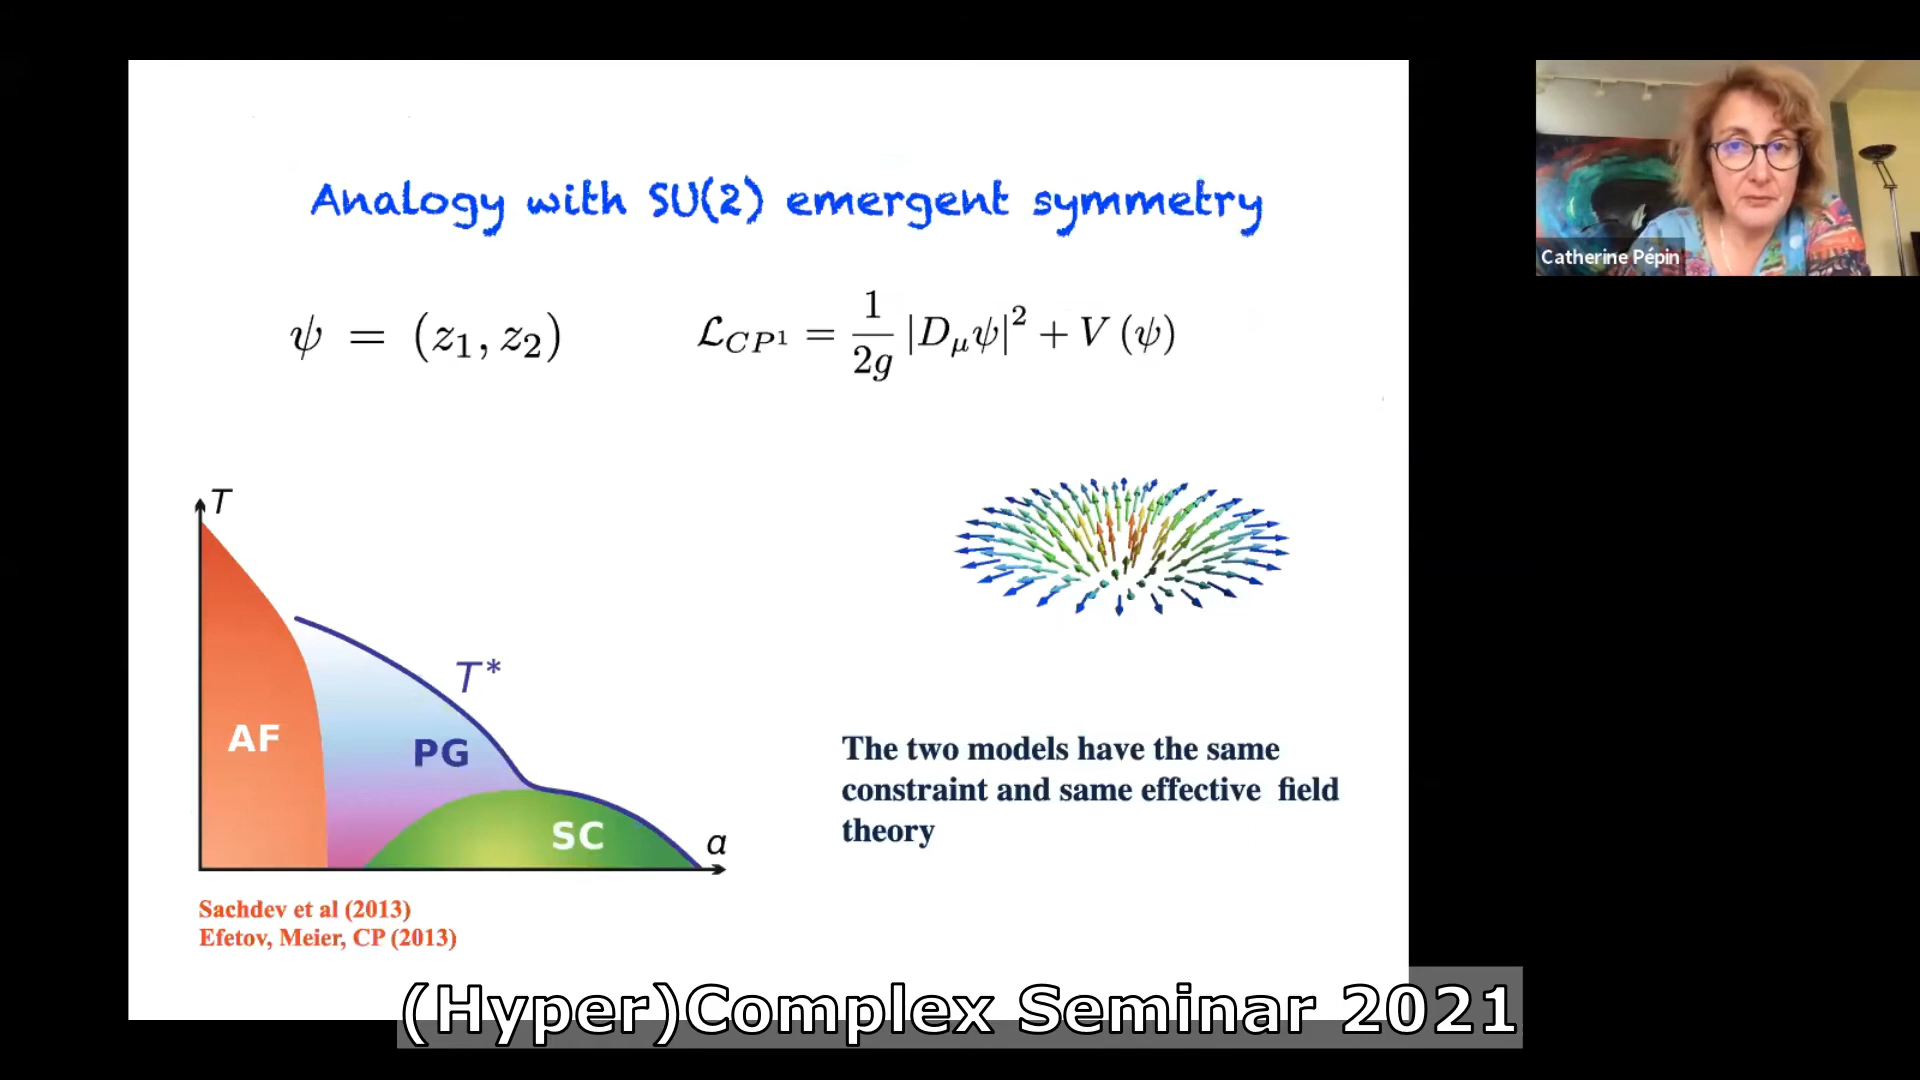 Analogy with SU(2) emergent symmetry
ψ = (z₁, z₂)
𝓛_{CP¹} = \frac{1}{2g} |D_μψ|² + V (ψ)
T
T*
AF
PG
SC
a
The two models have the same
constraint and same effective field
theory
Sachdev et al (2013)
Efetov, Meier, CP (2013)
Catherine Pépin
(Hyper)Complex Seminar 2021